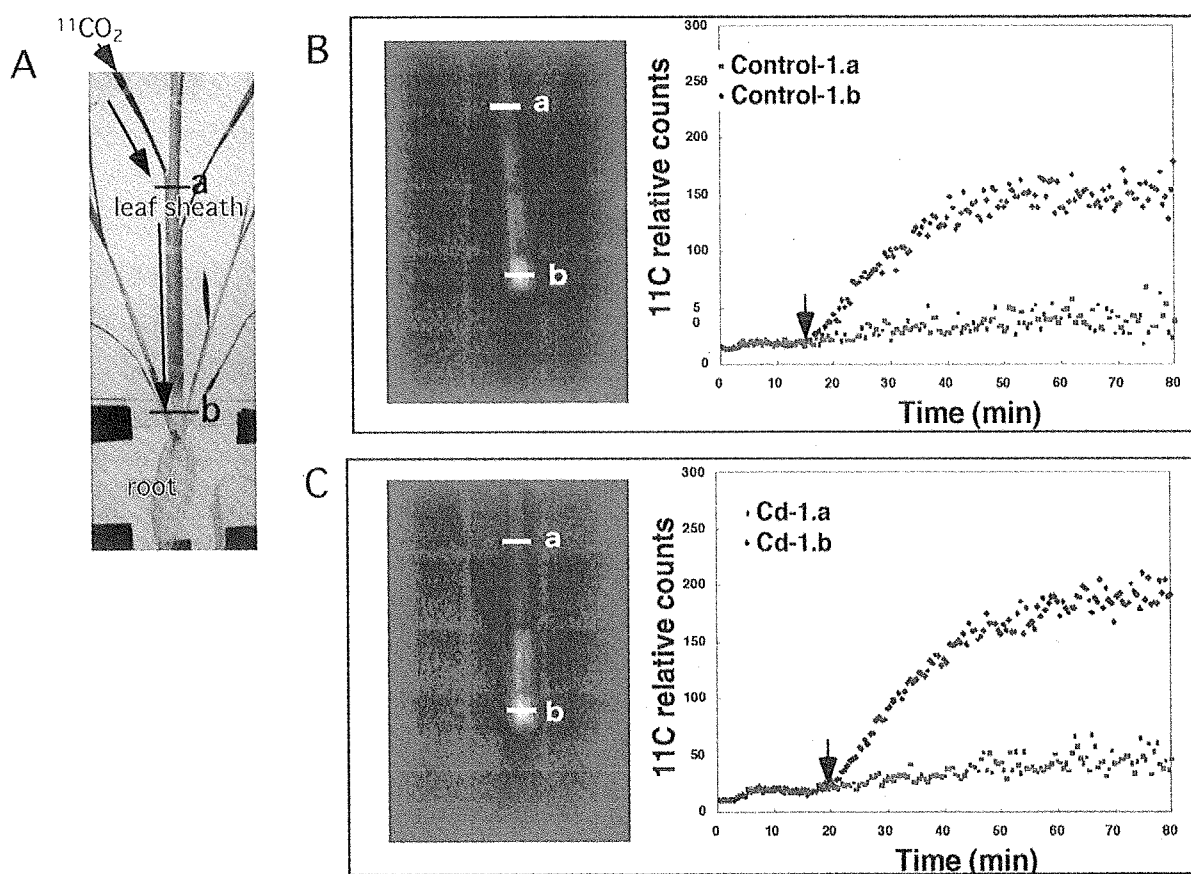 A
¹¹CO₂
a
leaf sheath
b
root
B
a
b
11C relative counts
300
250
200
150
100
5
0
0
Control-1.a
Control-1.b
0 10 20 30 40 50 60 70 80
Time (min)
C
a
b
11C relative counts
300
250
200
150
100
50
0
Cd-1.a
Cd-1.b
0 10 20 30 40 50 60 70 80
Time (min)